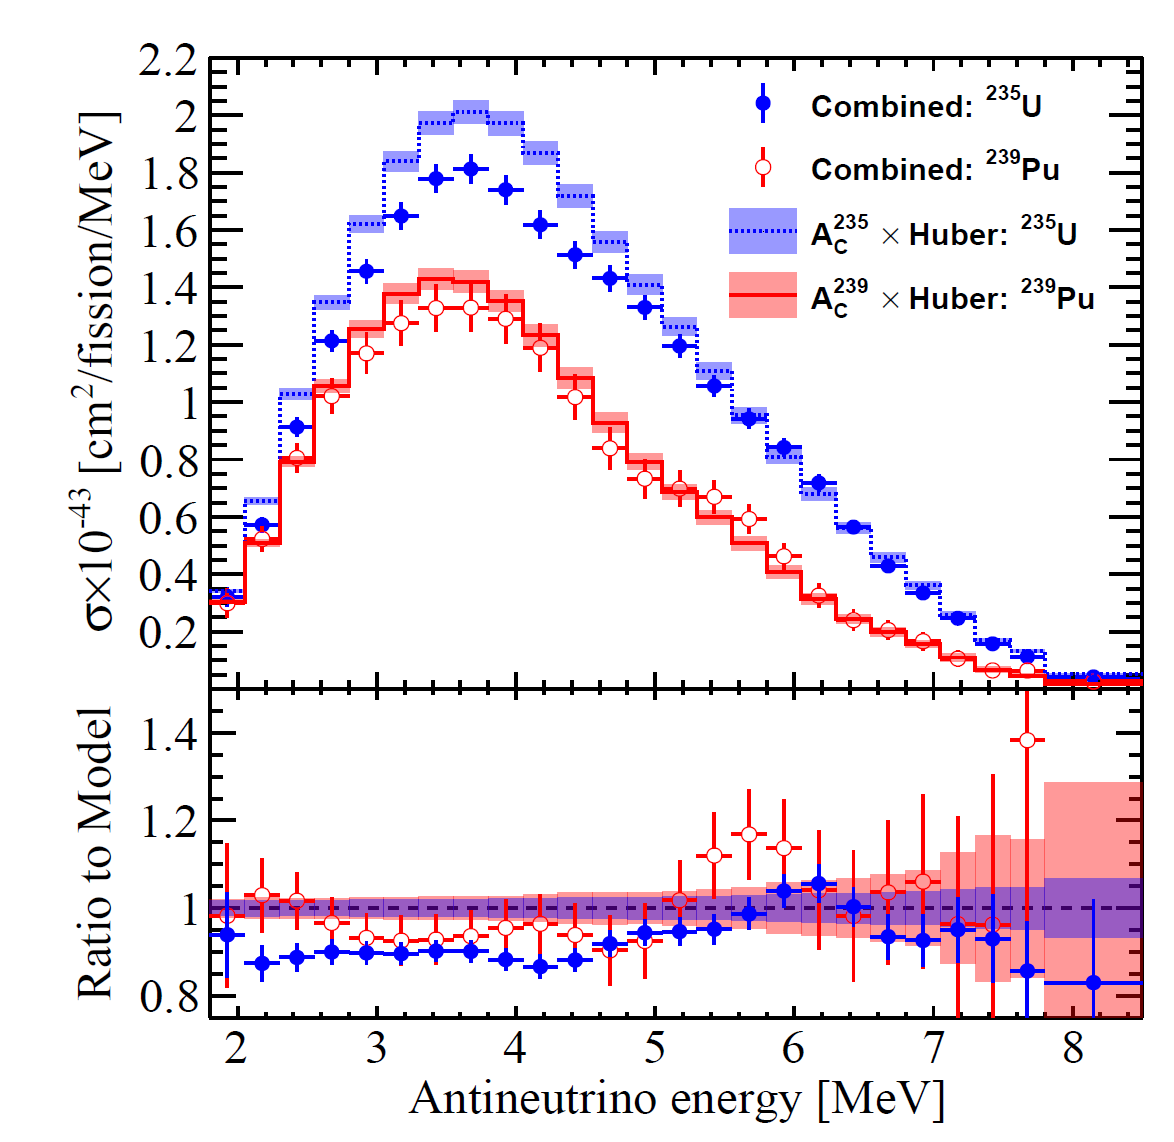 σ×10⁻⁴³ [cm²/fission/MeV]
2.2
2
1.8
1.6
1.4
1.2
1
0.8
0.6
0.4
0.2
Combined: ²³⁵U
Combined: ²³⁹Pu
A_C^235 × Huber: ²³⁵U
A_C^239 × Huber: ²³⁹Pu
Ratio to Model
1.4
1.2
1
0.8
2 3 4 5 6 7 8
Antineutrino energy [MeV]